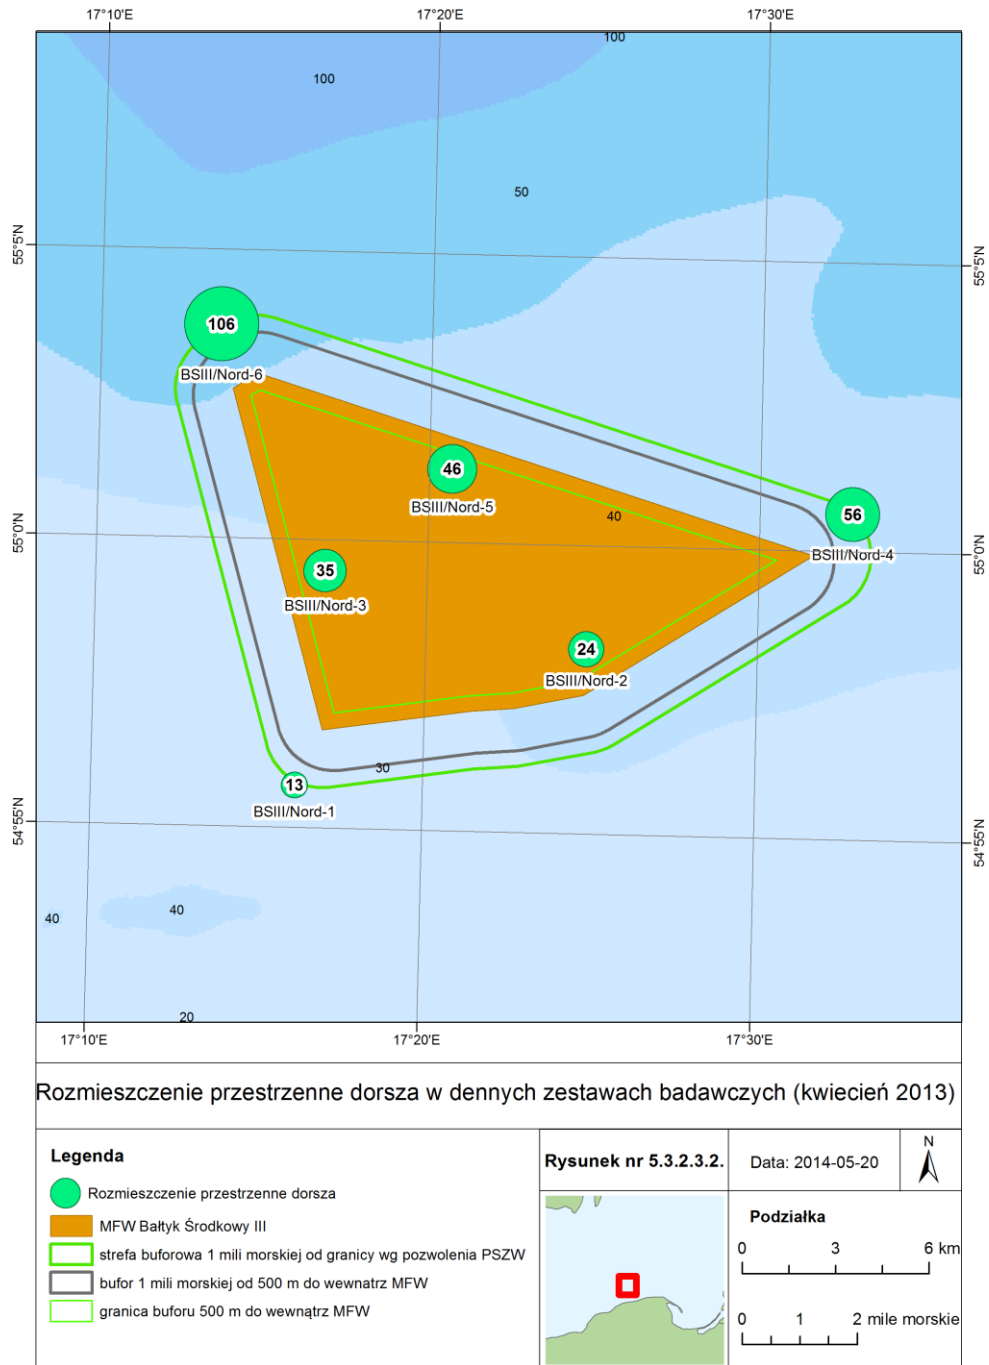 17°10'E
17°20'E
17°30'E
100
100
50
55°5'N
55°5'N
106
BSIII/Nord-6
46
BSIII/Nord-5
40
56
BSIII/Nord-4
55°0'N
55°0'N
35
BSIII/Nord-3
24
BSIII/Nord-2
30
13
BSIII/Nord-1
54°55'N
54°55'N
40
40
20
17°10'E
17°20'E
17°30'E
Rozmieszczenie przestrzenne dorsza w dennych zestawach badawczych (kwiecień 2013)
Legenda
Rozmieszczenie przestrzenne dorsza
MFW Bałtyk Środkowy III
strefa buforowa 1 mili morskiej od granicy wg pozwolenia PSZW
bufor 1 mili morskiej od 500 m do wewnatrz MFW
granica buforu 500 m do wewnątrz MFW
Rysunek nr 5.3.2.3.2.
Data: 2014-05-20
N
Podziałka
0 3 6 km
0 1 2 mile morskie